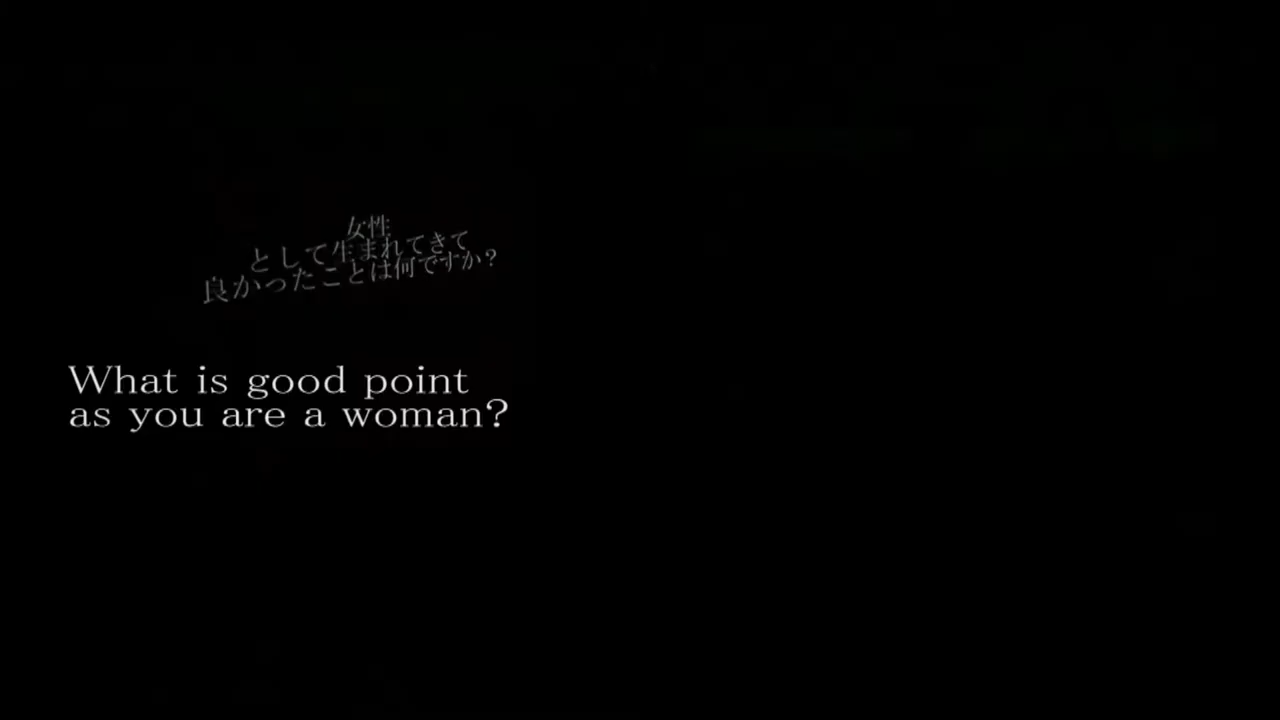 女性
として生まれてきて
良かったことは何ですか？
What is good point
as you are a woman?